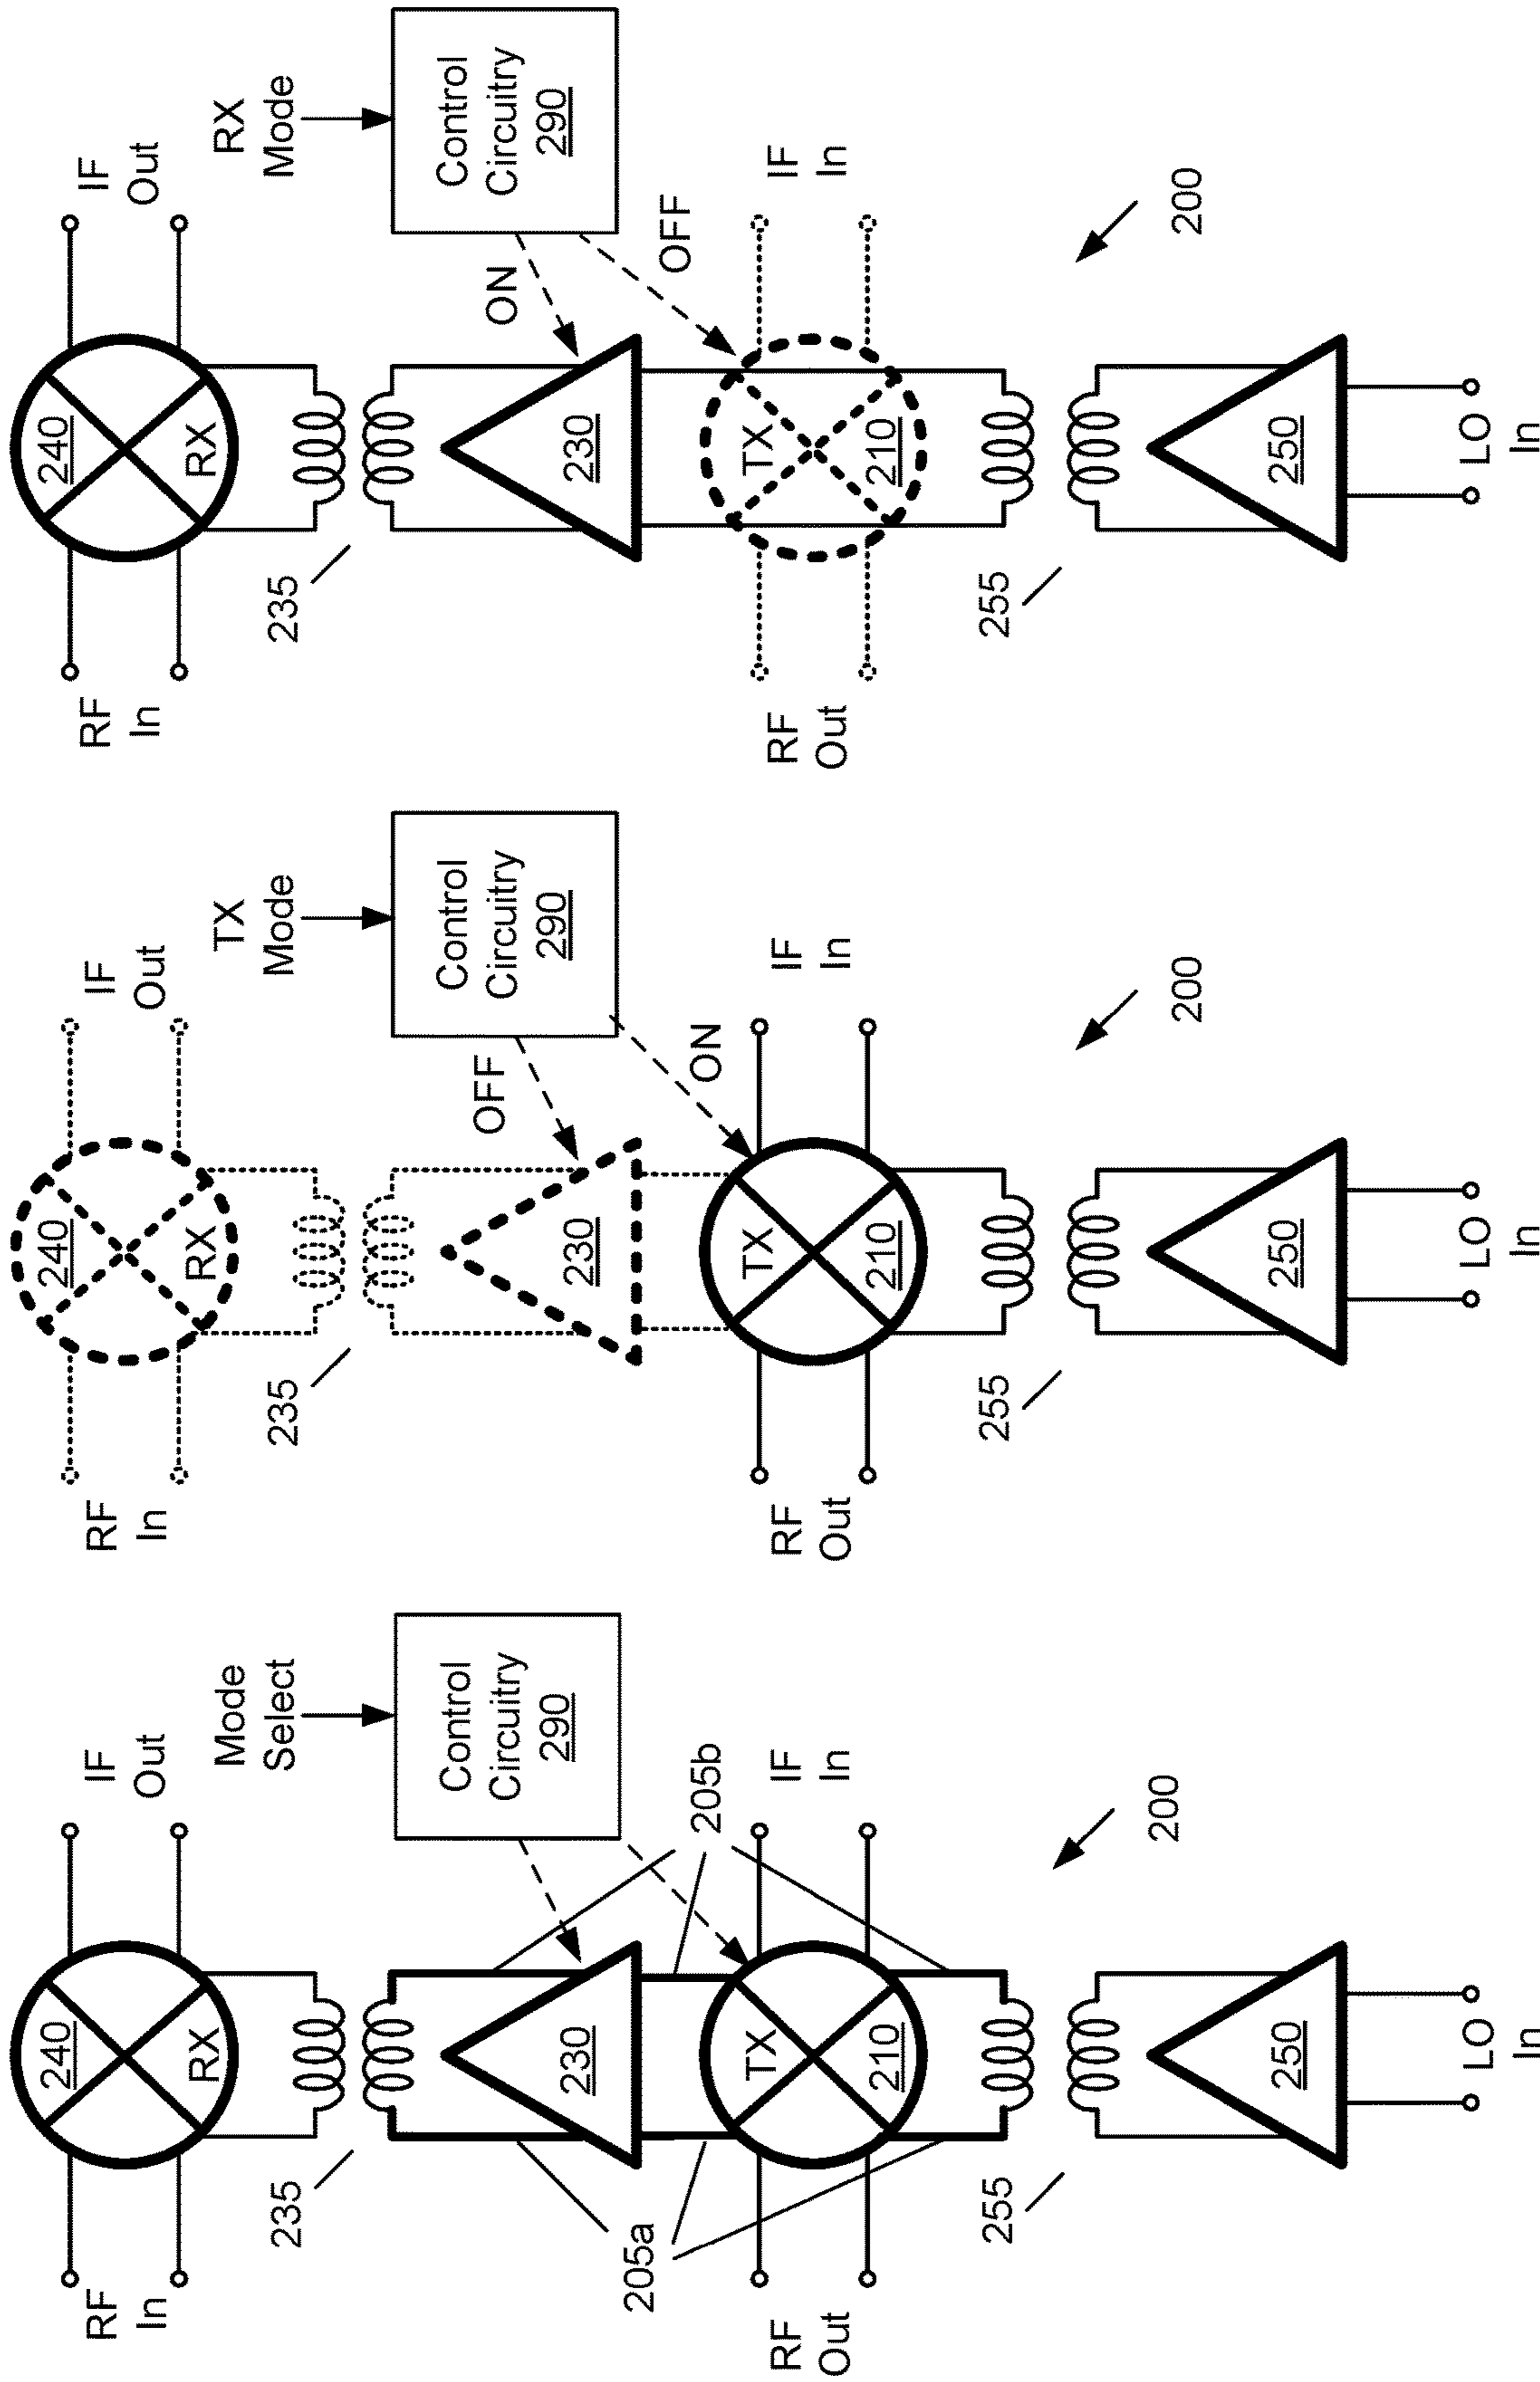 RF
In
240
RX
IF
Out
235
Mode
Select
Control
Circuitry
290
205a
230
205b
RF
Out
TX
210
IF
In
255
250
200
LO
In
RF
In
240
RX
IF
Out
235
TX
Mode
Control
Circuitry
290
230
OFF
ON
RF
Out
TX
210
IF
In
255
250
200
LO
In
RF
In
240
RX
IF
Out
235
RX
Mode
Control
Circuitry
290
230
ON
OFF
RF
Out
TX
210
IF
In
255
250
200
LO
In